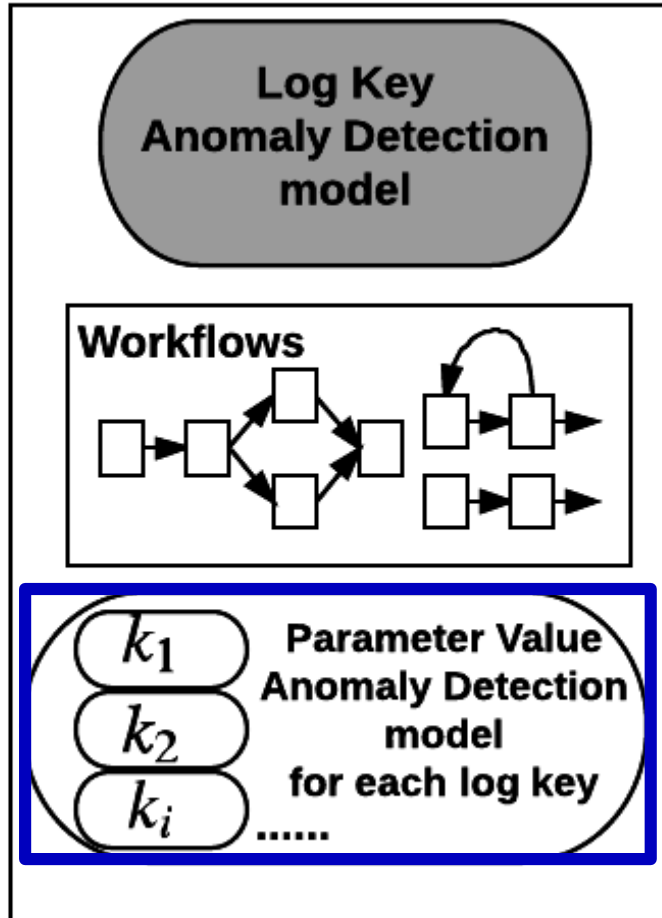 Log Key
Anomaly Detection
model
Workflows
k₁
k₂
kᵢ
Parameter Value
Anomaly Detection
model
for each log key
......